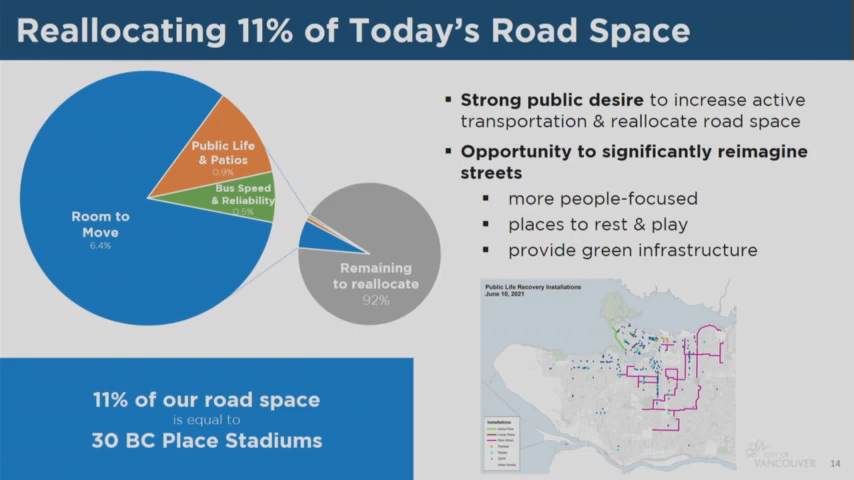 Reallocating 11% of Today's Road Space
Public Life
& Patios
0.9%
Bus Speed
& Reliability
0.5%
Room to
Move
6.4%
Remaining
to reallocate
92%
▪ Strong public desire to increase active
transportation & reallocate road space
▪ Opportunity to significantly reimagine
streets
▪ more people-focused
▪ places to rest & play
▪ provide green infrastructure
Public Life Recovery Installations
June 10, 2021
Installations
11% of our road space
is equal to
30 BC Place Stadiums
CITY OF
VANCOUVER
14